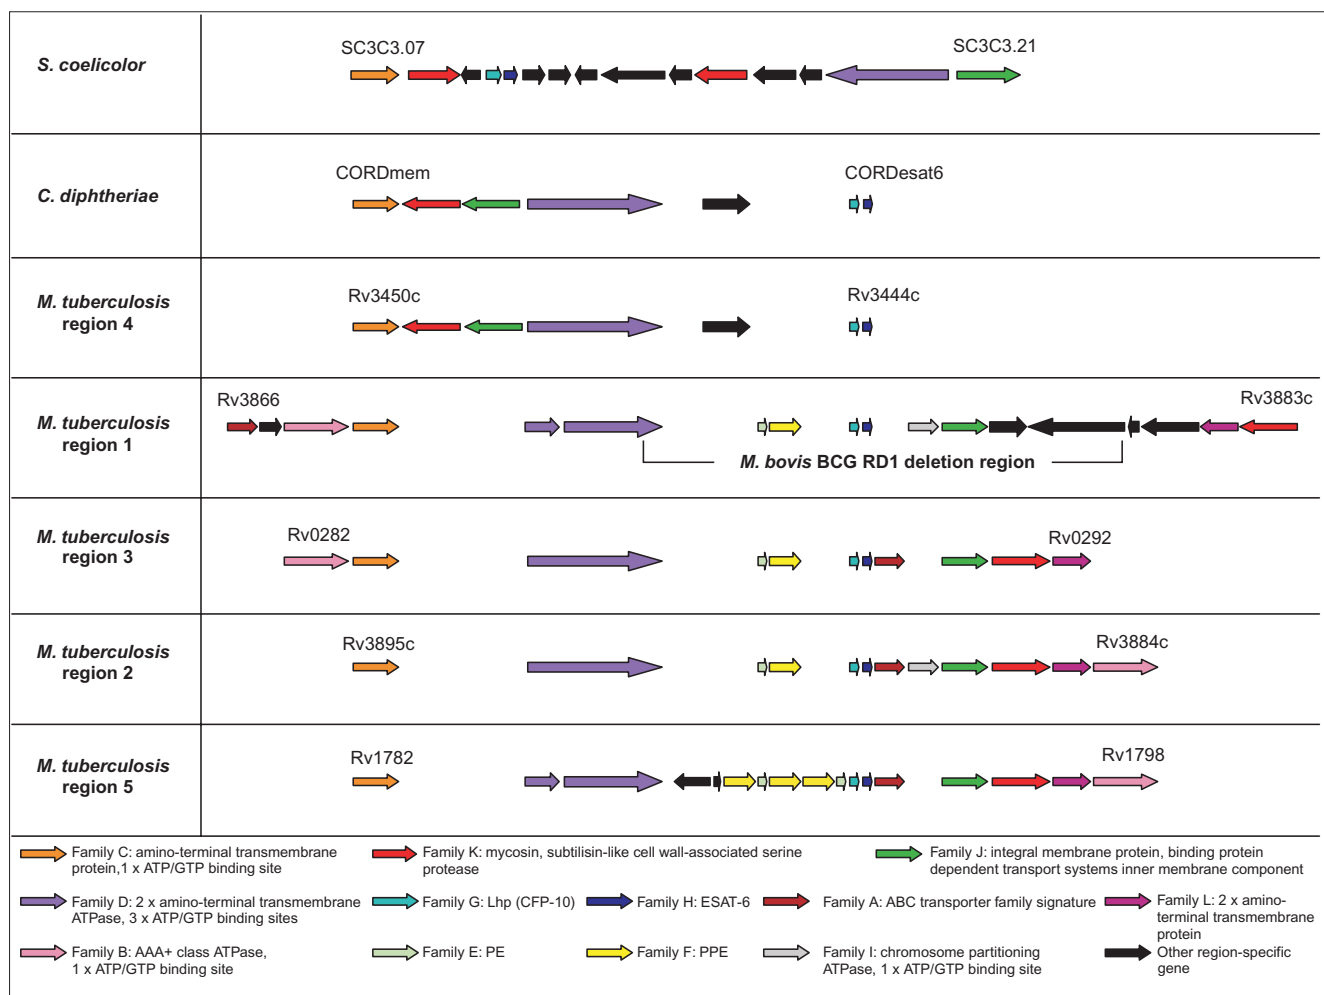 SC3C3.07
SC3C3.21
S. coelicolor
CORDmem
CORDesat6
C. diphtheriae
Rv3450c
Rv3444c
M. tuberculosis
region 4
Rv3866
Rv3883c
M. tuberculosis
region 1
M. bovis BCG RD1 deletion region
Rv0282
Rv0292
M. tuberculosis
region 3
Rv3895c
Rv3884c
M. tuberculosis
region 2
Rv1782
Rv1798
M. tuberculosis
region 5
Family C: amino-terminal transmembrane
protein,1 x ATP/GTP binding site
Family K: mycosin, subtilisin-like cell wall-associated serine
protease
Family J: integral membrane protein, binding protein
dependent transport systems inner membrane component
Family D: 2 x amino-terminal transmembrane
ATPase, 3 x ATP/GTP binding sites
Family G: Lhp (CFP-10)
Family H: ESAT-6
Family A: ABC transporter family signature
Family L: 2 x amino-
terminal transmembrane
protein
Family B: AAA+ class ATPase,
1 x ATP/GTP binding site
Family E: PE
Family F: PPE
Family I: chromosome partitioning
ATPase, 1 x ATP/GTP binding site
Other region-specific
gene